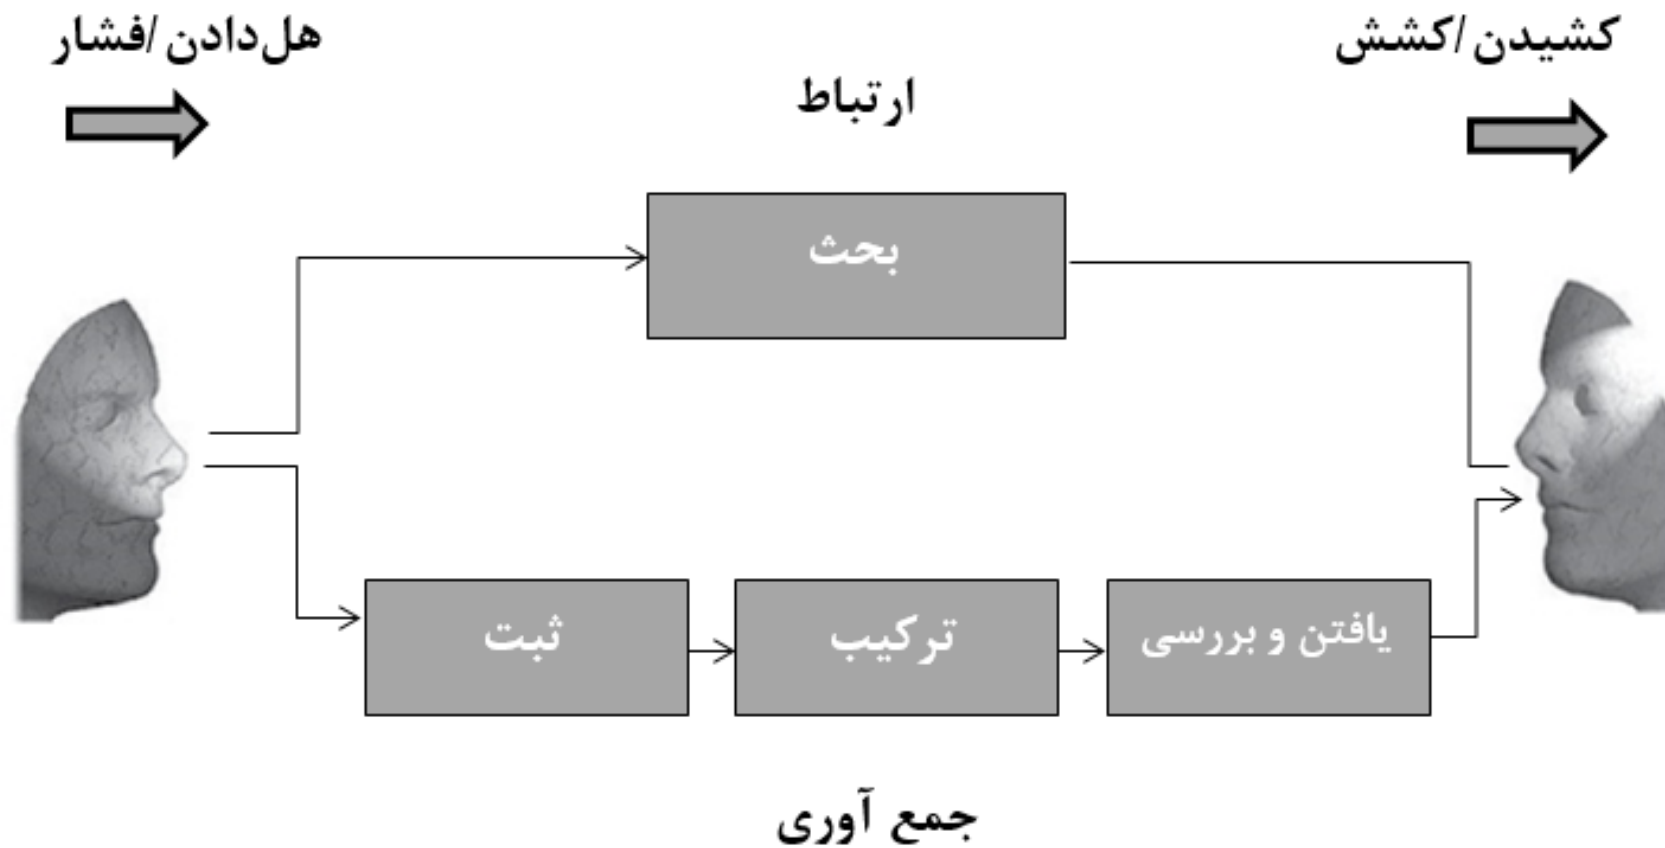 کشیدن/کشش
هل‌دادن/فشار
ارتباط
بحث
ثبت
ترکیب
یافتن و بررسی
جمع آوری